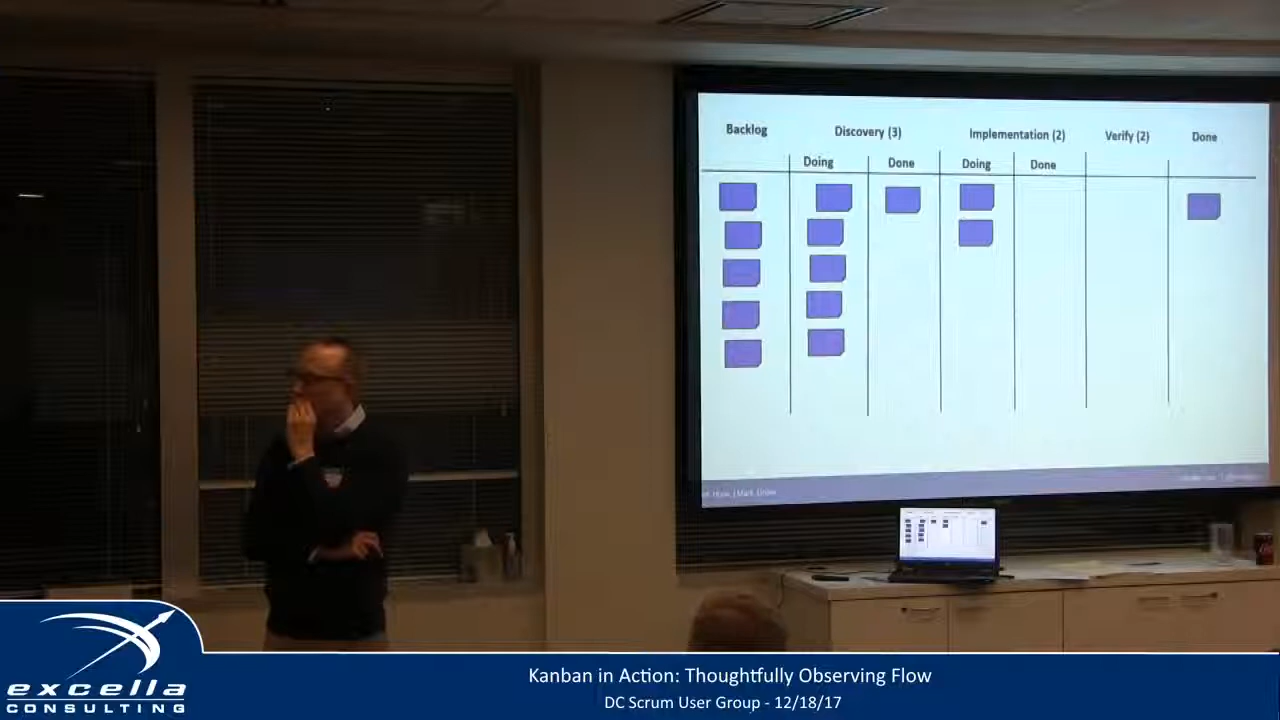 Backlog Discovery (3) Implementation (2) Verify (2) Done
Doing Done Doing Done
excella
CONSULTING
Kanban in Action: Thoughtfully Observing Flow
DC Scrum User Group - 12/18/17